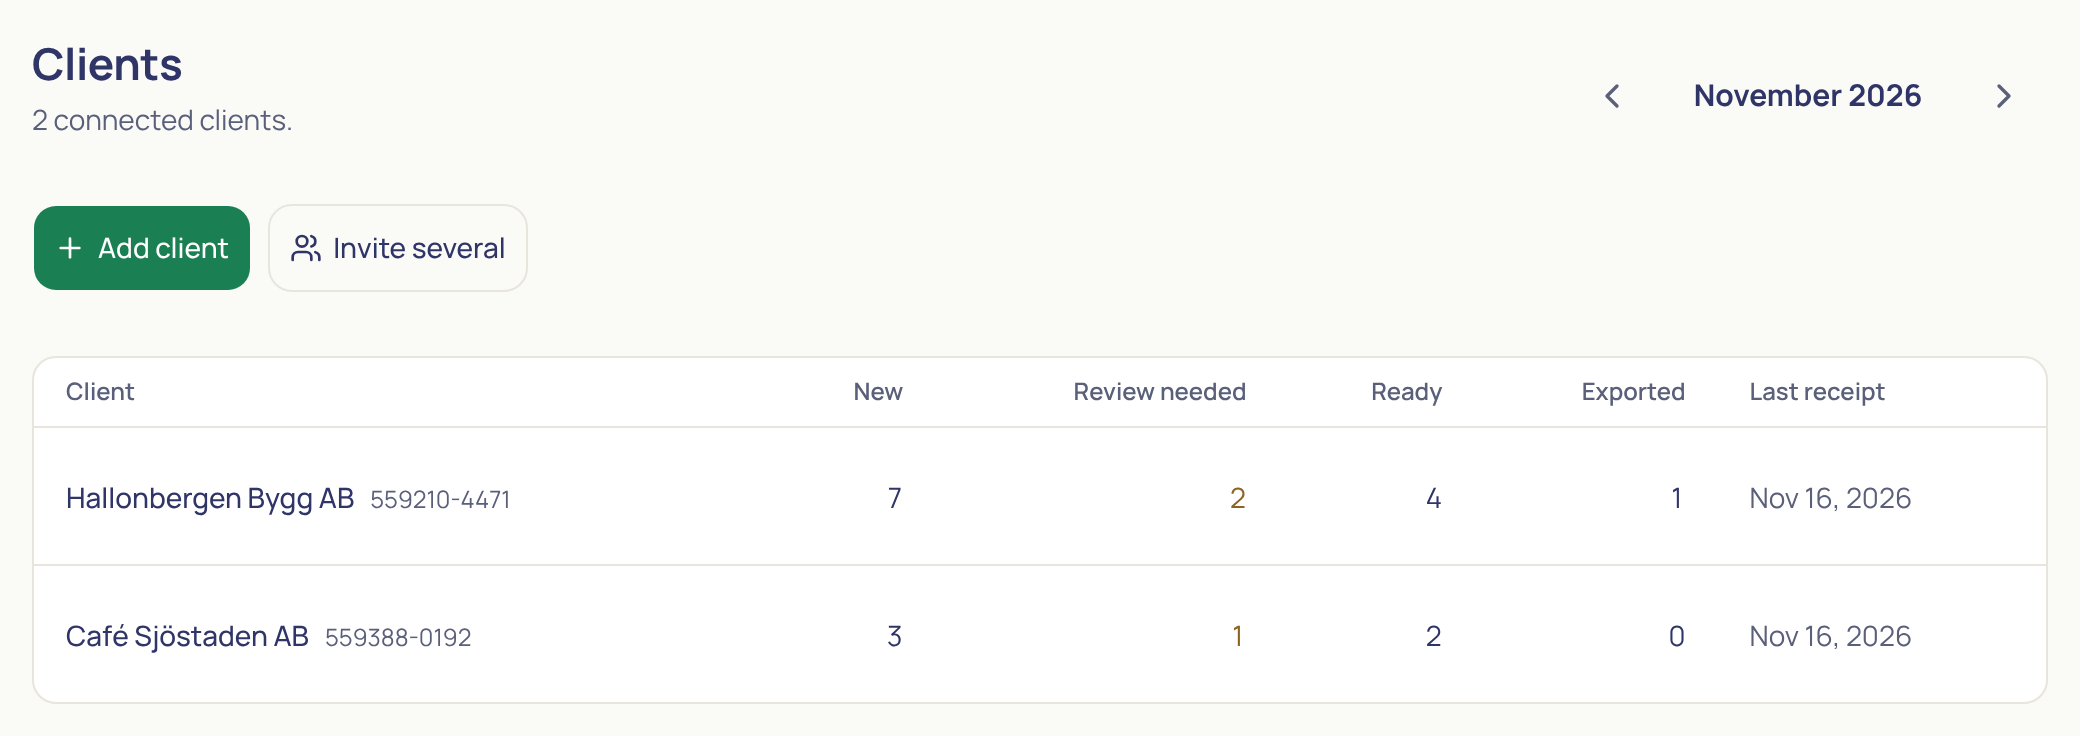 Clients
2 connected clients.
November 2026
Add client
Invite several
Client New Review needed Ready Exported Last receipt
Hallonbergen Bygg AB 559210-4471 7 2 4 1 Nov 16, 2026
Café Sjöstaden AB 559388-0192 3 1 2 0 Nov 16, 2026